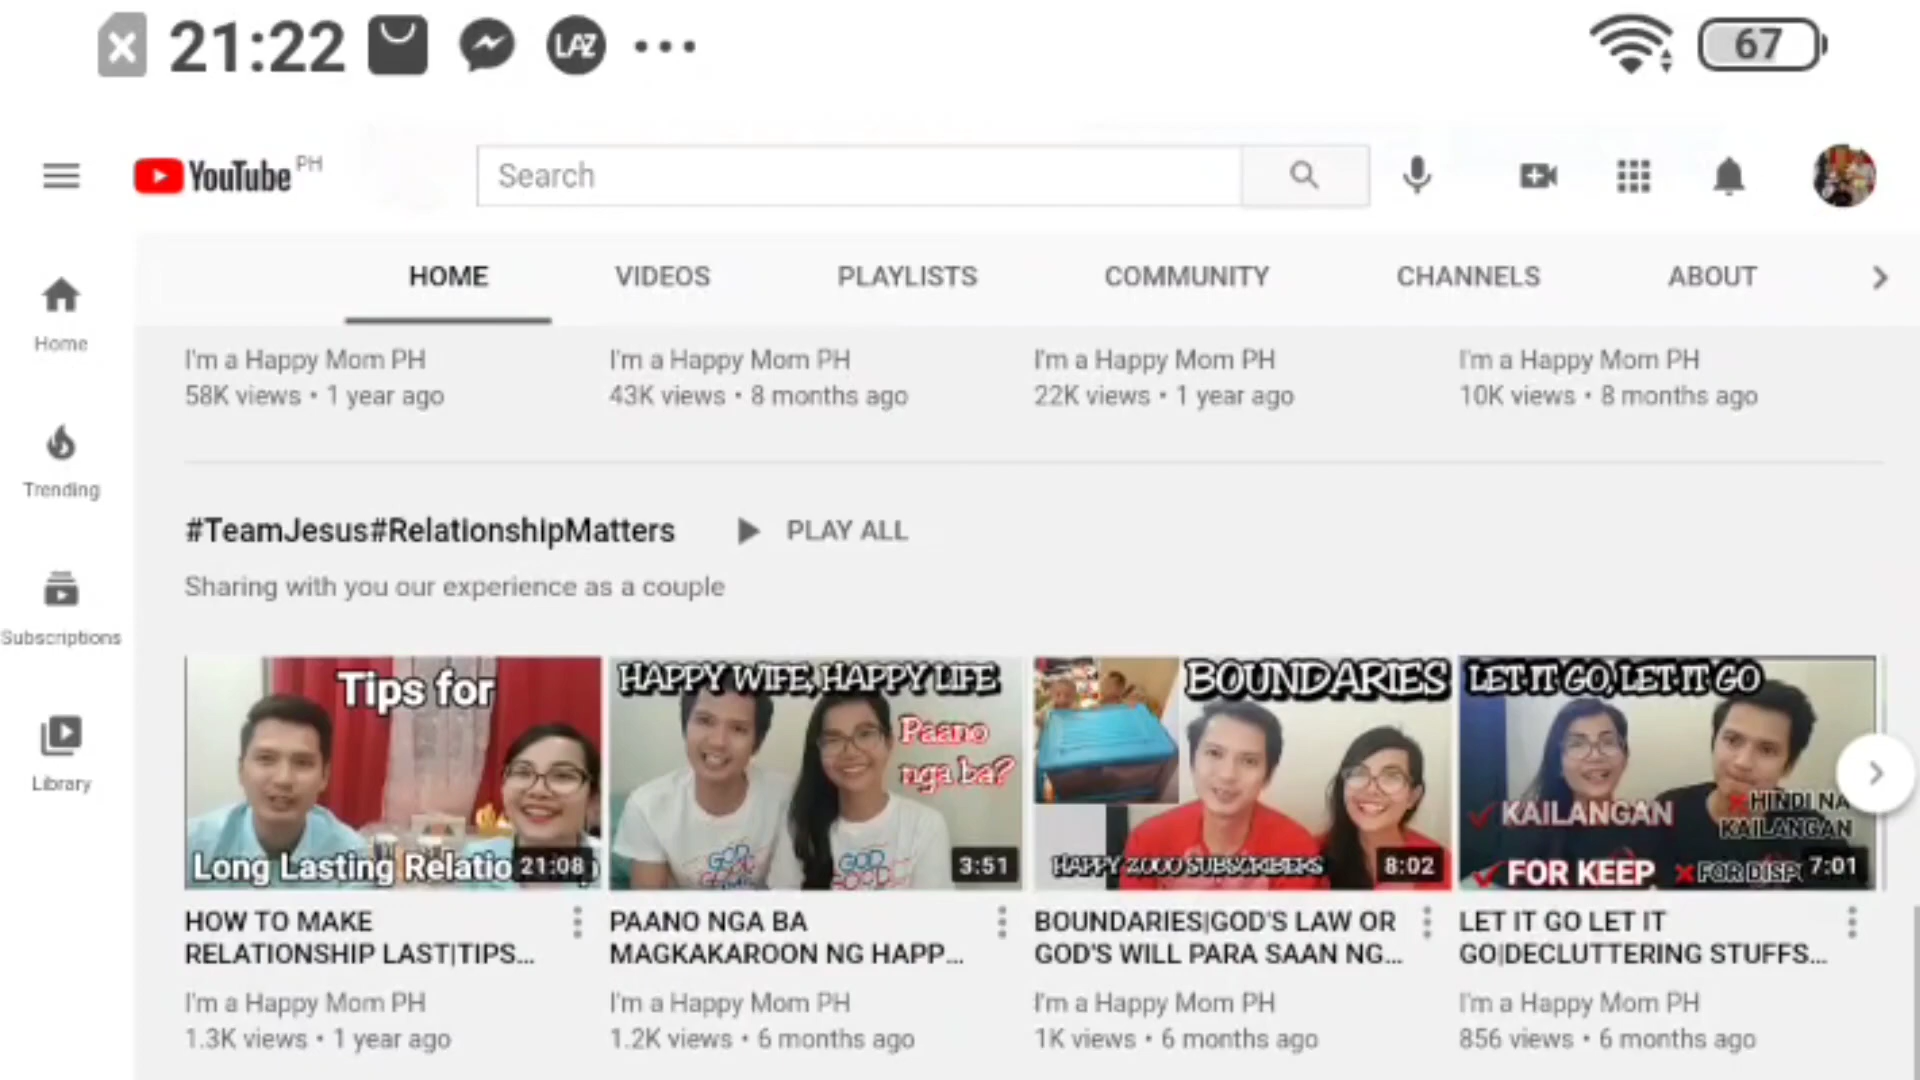 21:22
LAZ
67
YouTube PH
Search
HOME
VIDEOS
PLAYLISTS
COMMUNITY
CHANNELS
ABOUT
Home
Trending
Subscriptions
Library
I'm a Happy Mom PH
58K views • 1 year ago
I'm a Happy Mom PH
43K views • 8 months ago
I'm a Happy Mom PH
22K views • 1 year ago
I'm a Happy Mom PH
10K views • 8 months ago
#TeamJesus#RelationshipMatters
PLAY ALL
Sharing with you our experience as a couple
Tips for
Long Lasting Relatio
21:08
HAPPY WIFE, HAPPY LIFE
Paano
nga ba?
3:51
BOUNDARIES
HAPPY 2000 SUBSCRIBERS
8:02
LET IT GO, LET IT GO
KAILANGAN
FOR KEEP
HINDI NA
KAILANGAN
FOR DISP
7:01
HOW TO MAKE
RELATIONSHIP LAST|TIPS...
I'm a Happy Mom PH
1.3K views • 1 year ago
PAANO NGA BA
MAGKAKAROON NG HAPP...
I'm a Happy Mom PH
1.2K views • 6 months ago
BOUNDARIES|GOD'S LAW OR
GOD'S WILL PARA SAAN NG...
I'm a Happy Mom PH
1K views • 6 months ago
LET IT GO LET IT
GO|DECLUTTERING STUFFS...
I'm a Happy Mom PH
856 views • 6 months ago